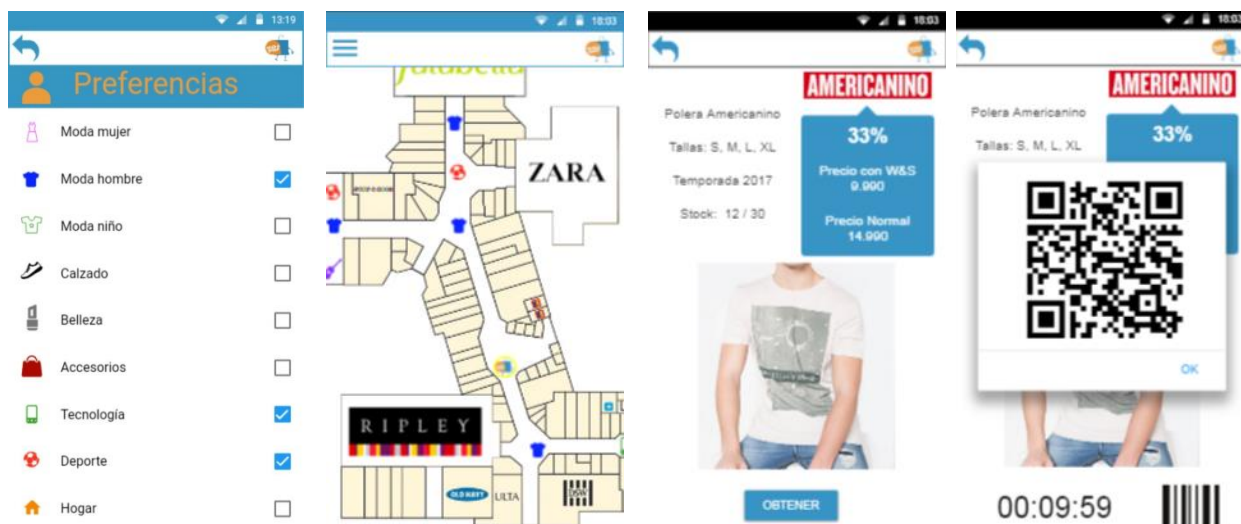 13:19
Preferencias
Moda mujer
Moda hombre
Moda niño
Calzado
Belleza
Accesorios
Tecnología
Deporte
Hogar
18:03
falabella
ZARA
RIPLEY
OLD NAVY
ULTA
DSW
18:03
AMERICANINO
Polera Americanino
Tallas: S, M, L, XL
Temporada 2017
Stock: 12 / 30
33%
Precio con W&S
9.990
Precio Normal
14.990
OBTENER
18:03
AMERICANINO
Polera Americanino
Tallas: S, M, L, XL
33%
OK
00:09:59